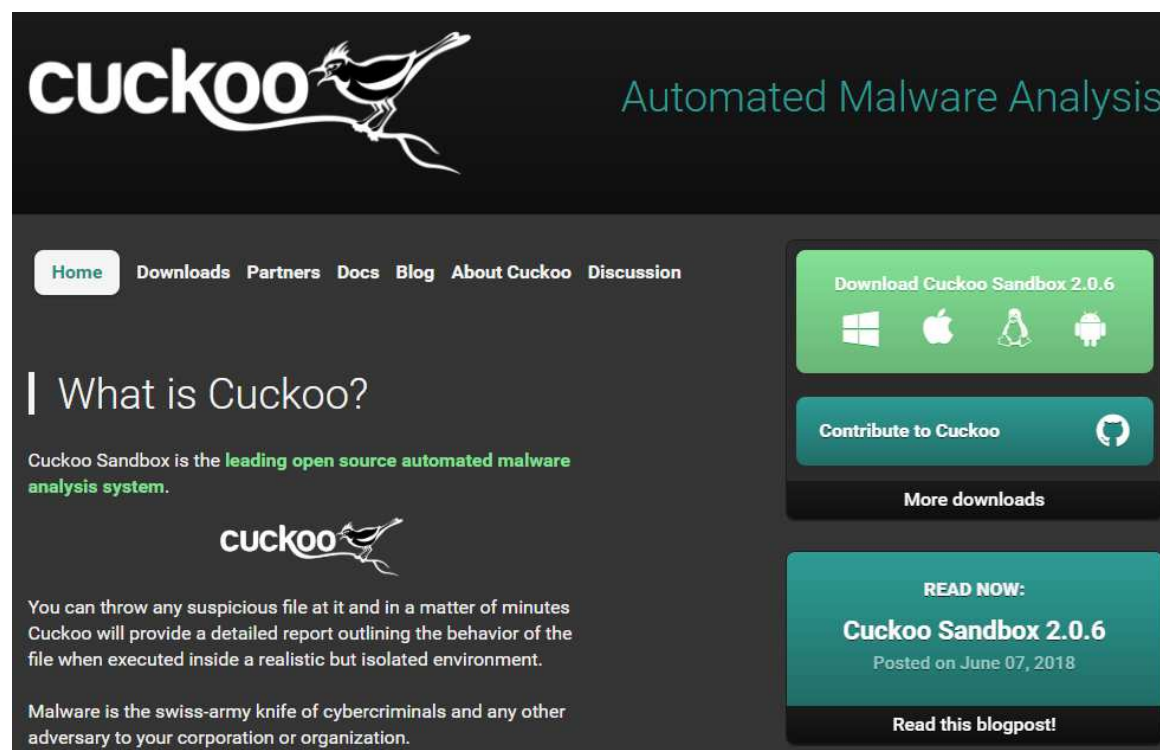 cuckoo
Automated Malware Analysis
Home Downloads Partners Docs Blog About Cuckoo Discussion
What is Cuckoo?
Cuckoo Sandbox is the leading open source automated malware
analysis system.
cuckoo
You can throw any suspicious file at it and in a matter of minutes
Cuckoo will provide a detailed report outlining the behavior of the
file when executed inside a realistic but isolated environment.
Malware is the swiss-army knife of cybercriminals and any other
adversary to your corporation or organization.
Download Cuckoo Sandbox 2.0.6
Contribute to Cuckoo
More downloads
READ NOW:
Cuckoo Sandbox 2.0.6
Posted on June 07, 2018
Read this blogpost!